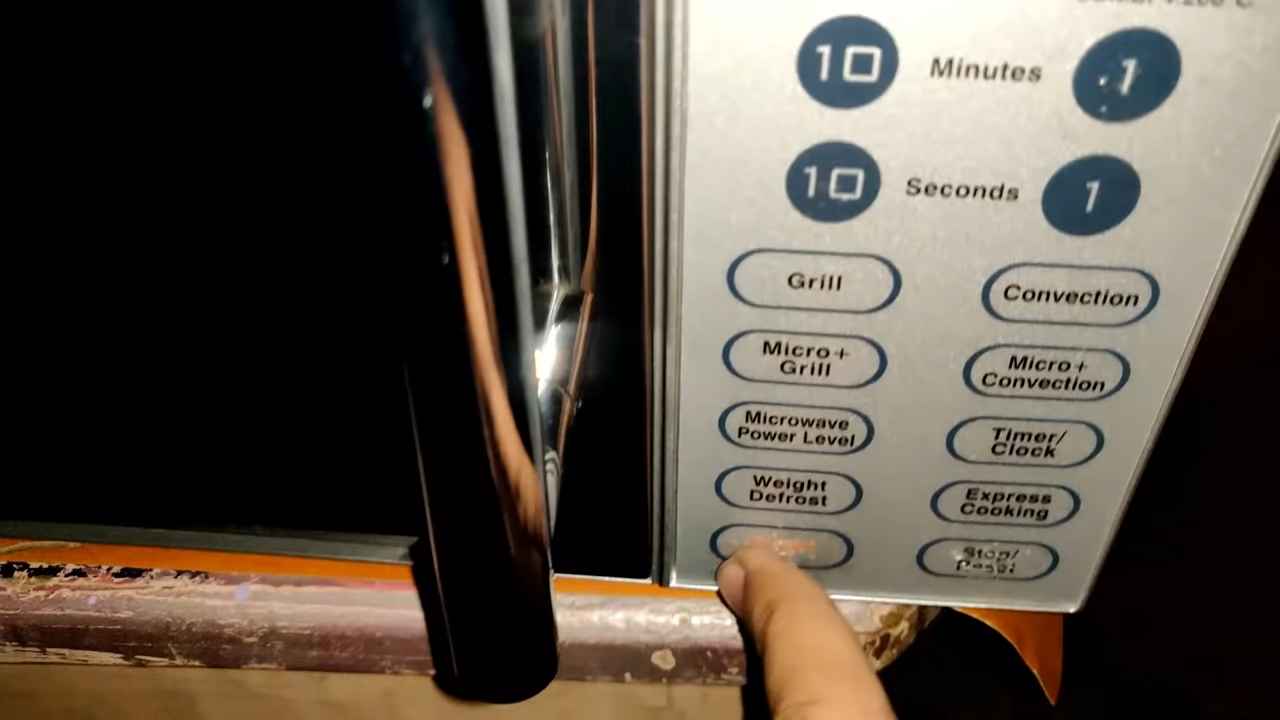 10 Minutes 1
10 Seconds 1
Grill
Convection
Micro+
Grill
Micro+
Convection
Microwave
Power Level
Timer/
Clock
Weight
Defrost
Express
Cooking
Stop/
Reset